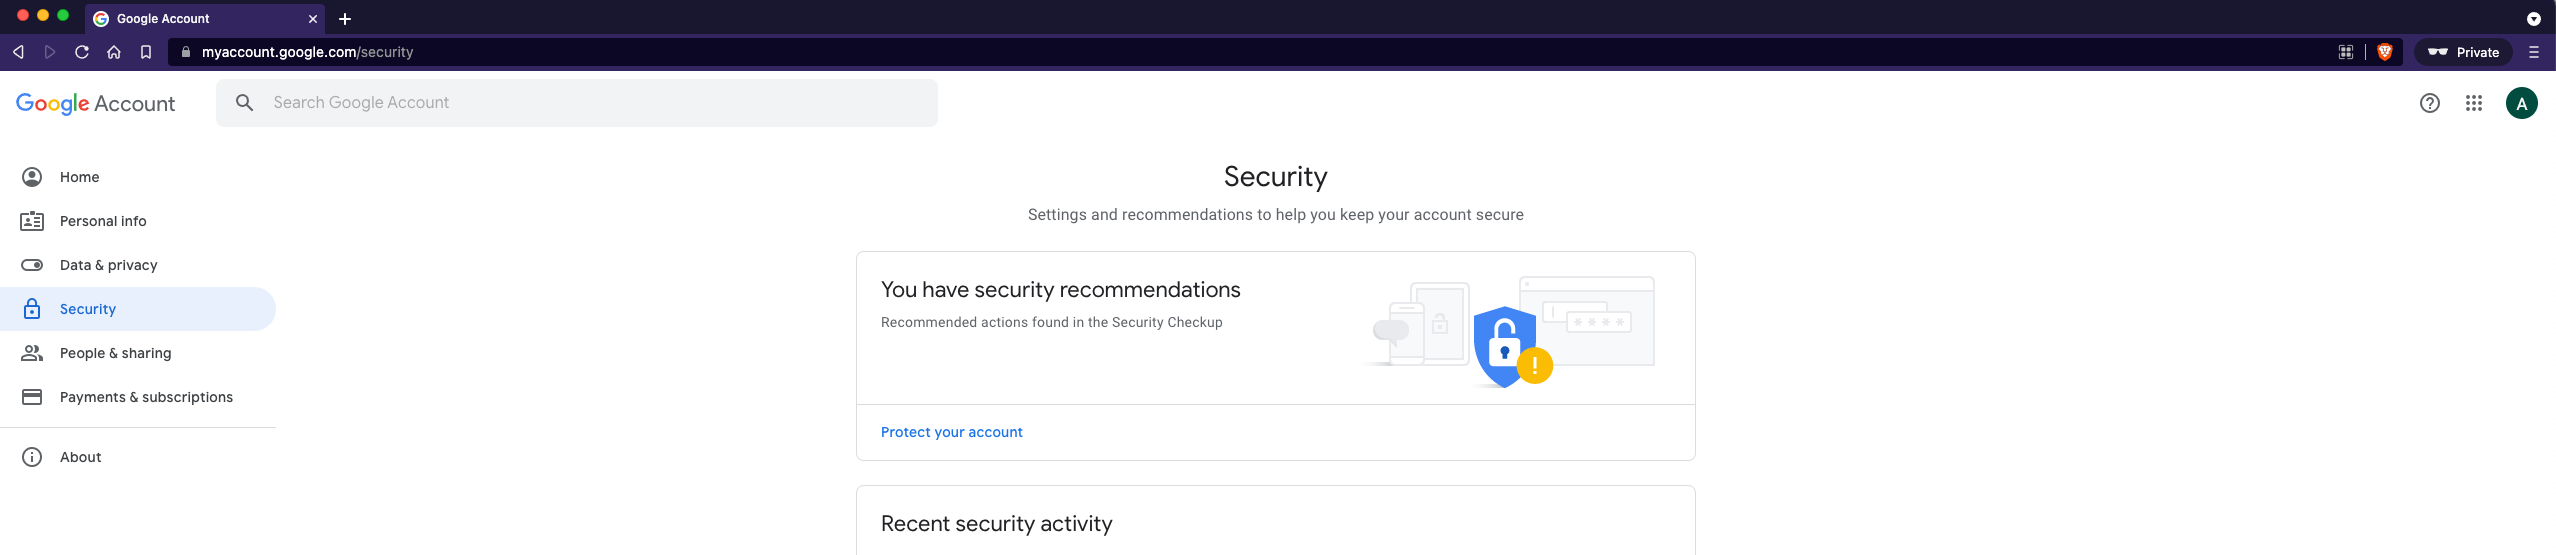 Google Account
myaccount.google.com/security
Private
Google Account
Search Google Account
A
Home
Personal info
Data & privacy
Security
People & sharing
Payments & subscriptions
About
Security
Settings and recommendations to help you keep your account secure
You have security recommendations
Recommended actions found in the Security Checkup
Protect your account
Recent security activity